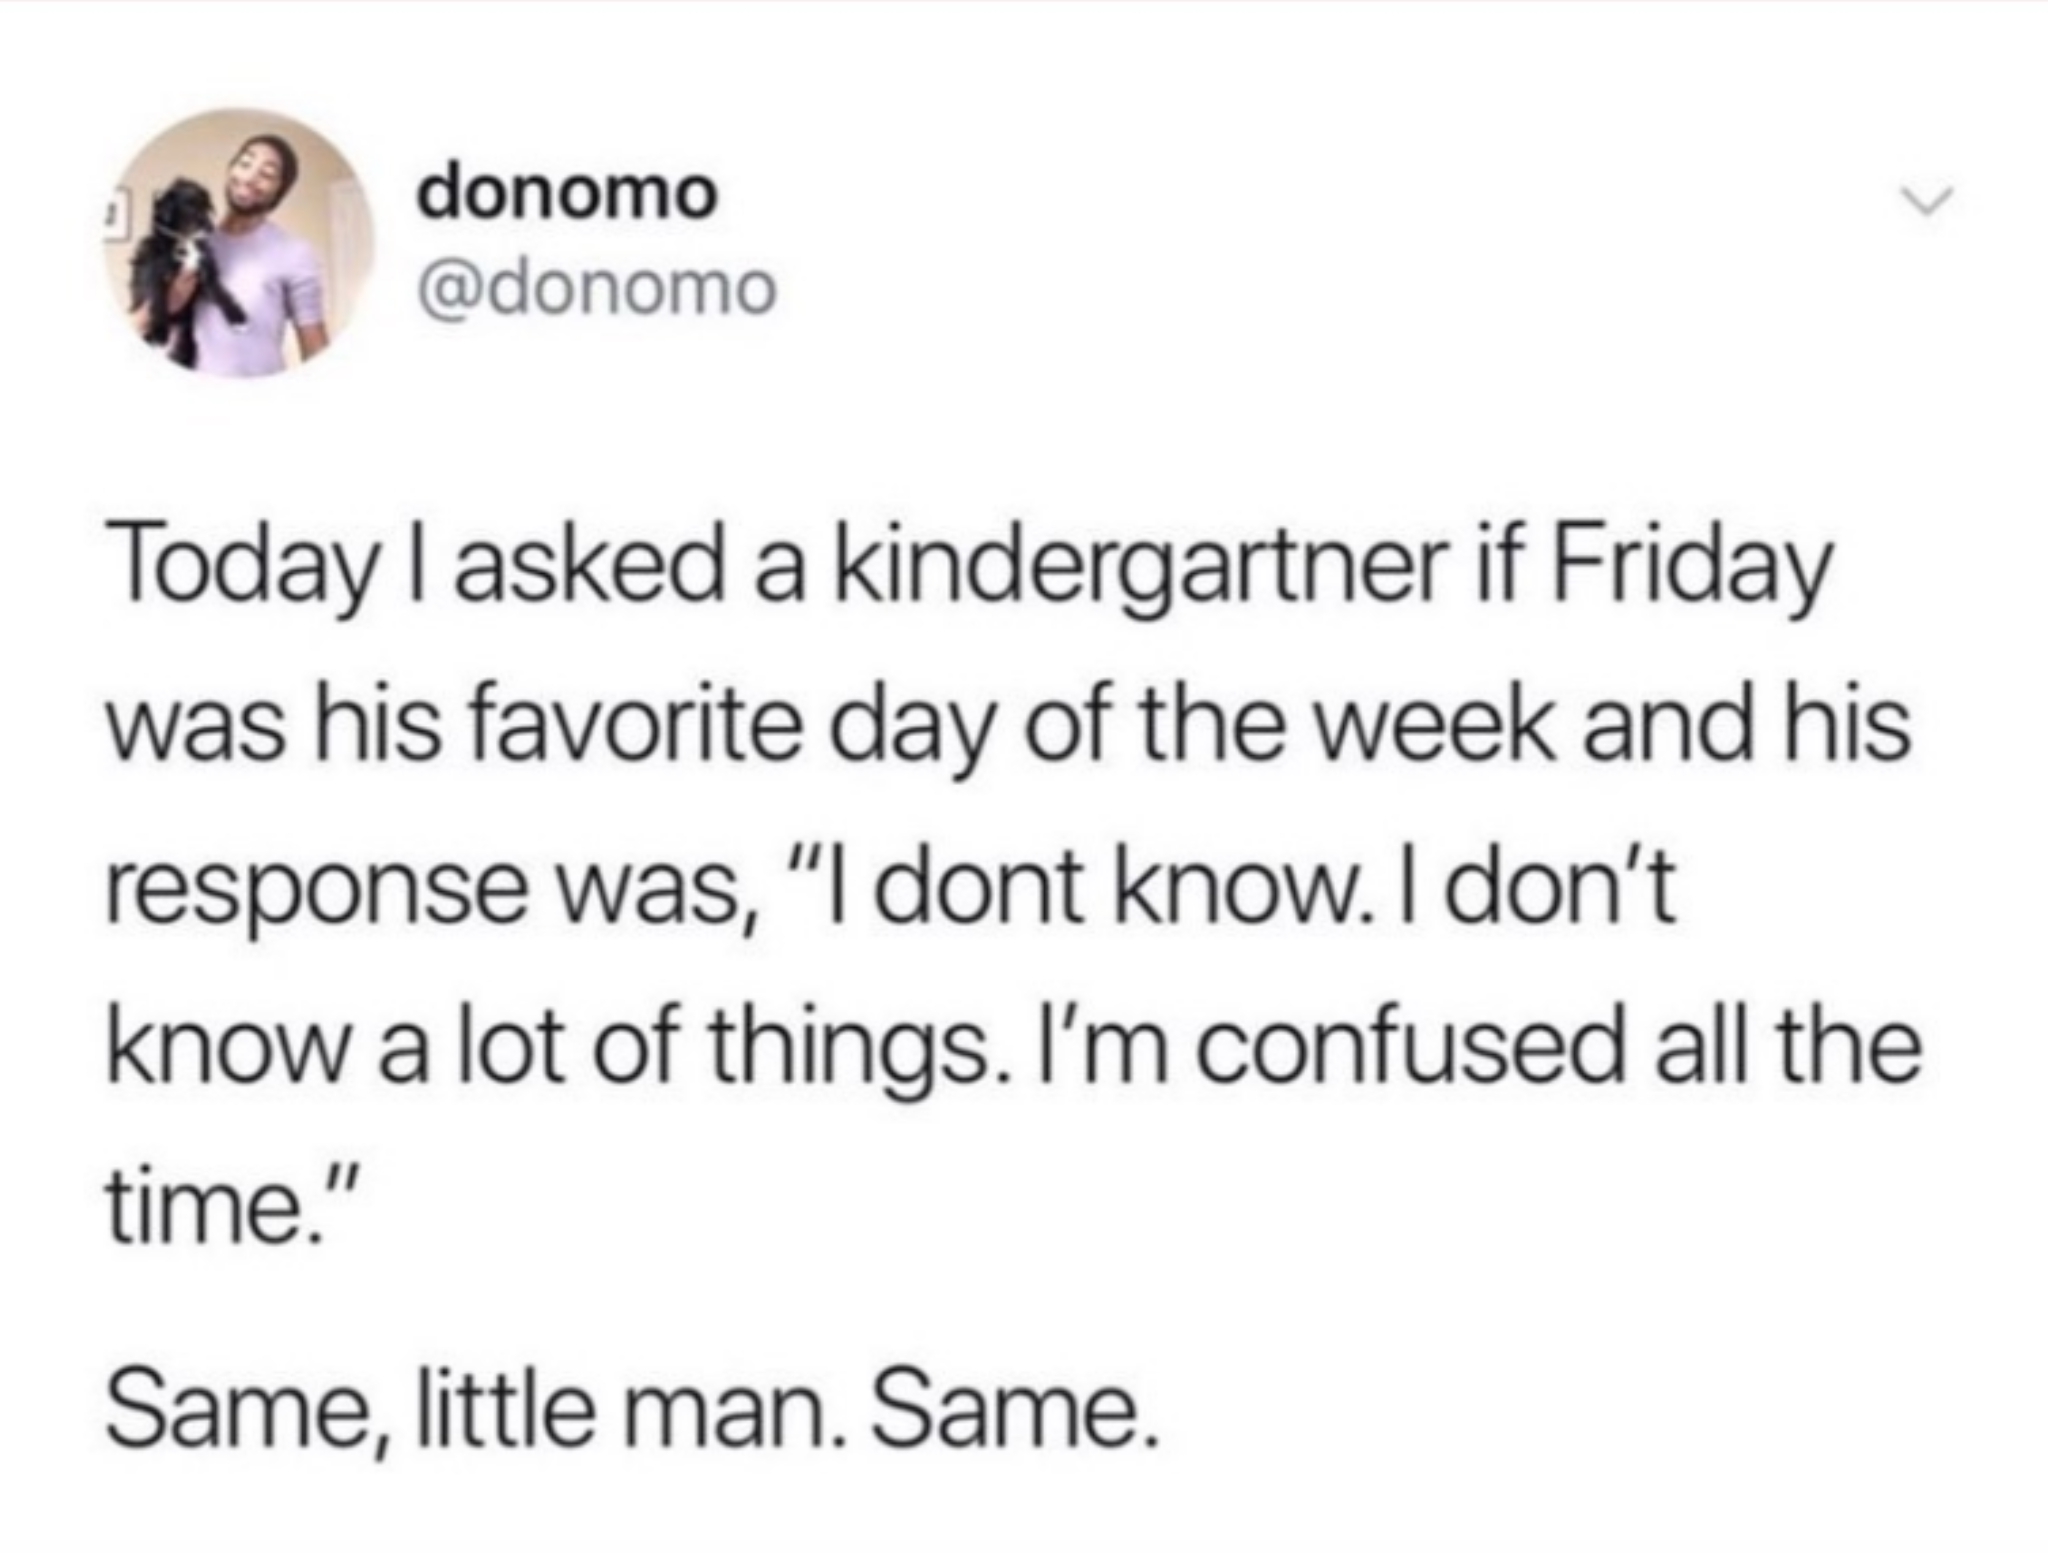 donomo
@donomo
Today I asked a kindergartner if Friday
was his favorite day of the week and his
response was, “I dont know. I don’t
know a lot of things. I’m confused all the
time.”
Same, little man. Same.